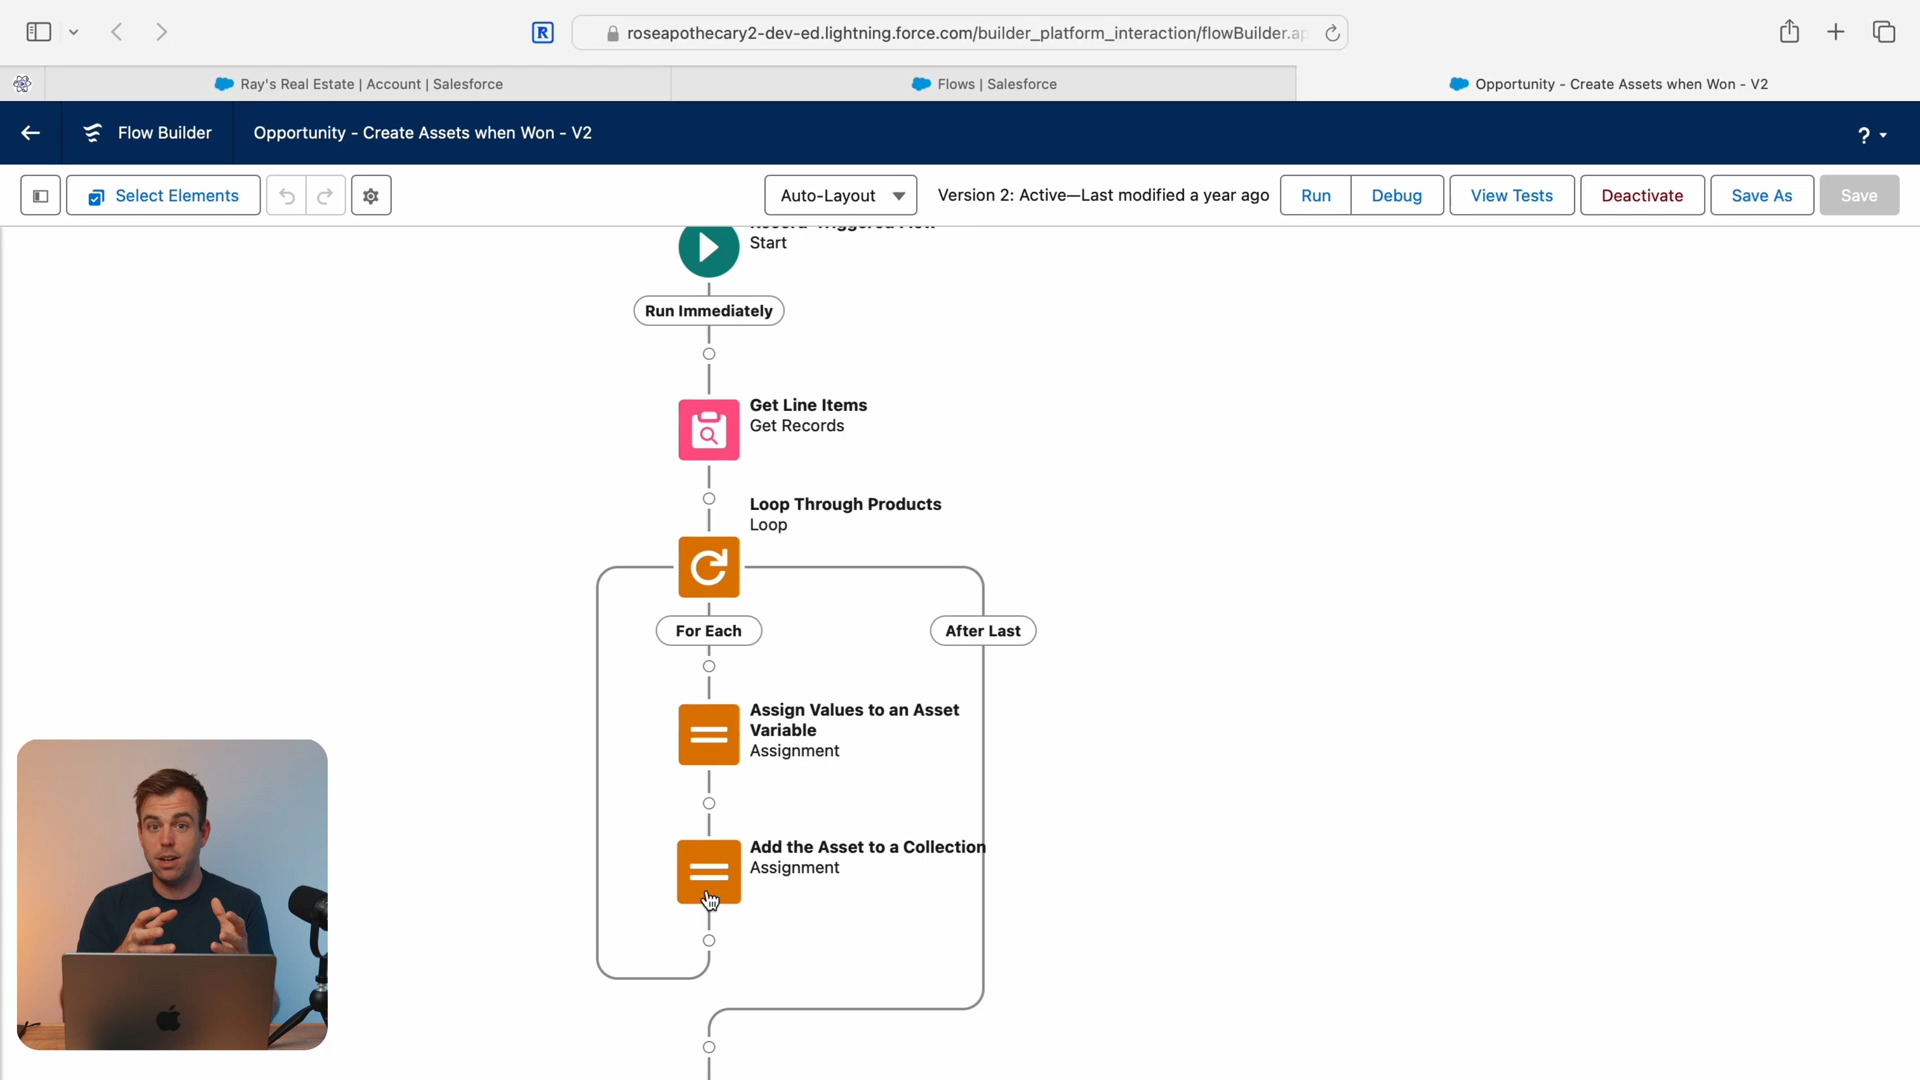 roseapothecary2-dev-ed.lightning.force.com/builder_platform_interaction/flowBuilder.ap
Ray's Real Estate | Account | Salesforce
Flows | Salesforce
Opportunity - Create Assets when Won - V2
Flow Builder
Opportunity - Create Assets when Won - V2
?
Select Elements
Auto-Layout
Version 2: Active—Last modified a year ago
Run
Debug
View Tests
Deactivate
Save As
Save
Record-Triggered Flow
Start
Run Immediately
Get Line Items
Get Records
Loop Through Products
Loop
For Each
After Last
Assign Values to an Asset
Variable
Assignment
Add the Asset to a Collection
Assignment